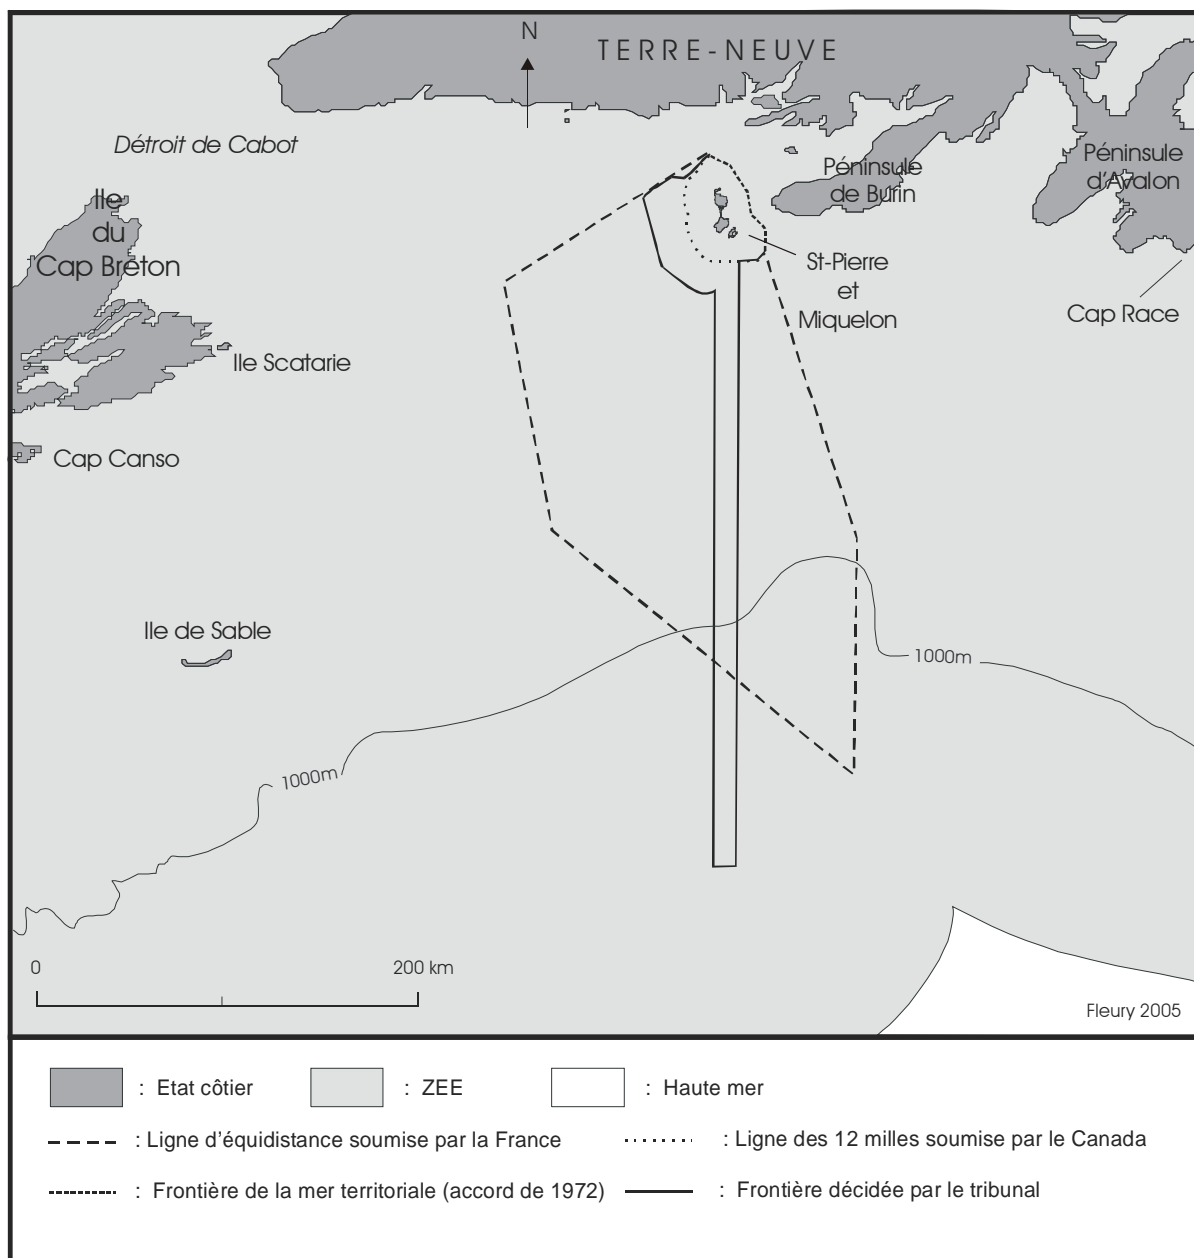 N
TERRE-NEUVE
Détroit de Cabot
Péninsule
de Burin
Péninsule
d'Avalon
Ile
du
Cap Breton
St-Pierre
et
Miquelon
Cap Race
Ile Scatarie
Cap Canso
Ile de Sable
1000m
1000m
0
200 km
Fleury 2005
: Etat côtier
: ZEE
: Haute mer
: Ligne d'équidistance soumise par la France
: Ligne des 12 milles soumise par le Canada
: Frontière de la mer territoriale (accord de 1972)
: Frontière décidée par le tribunal